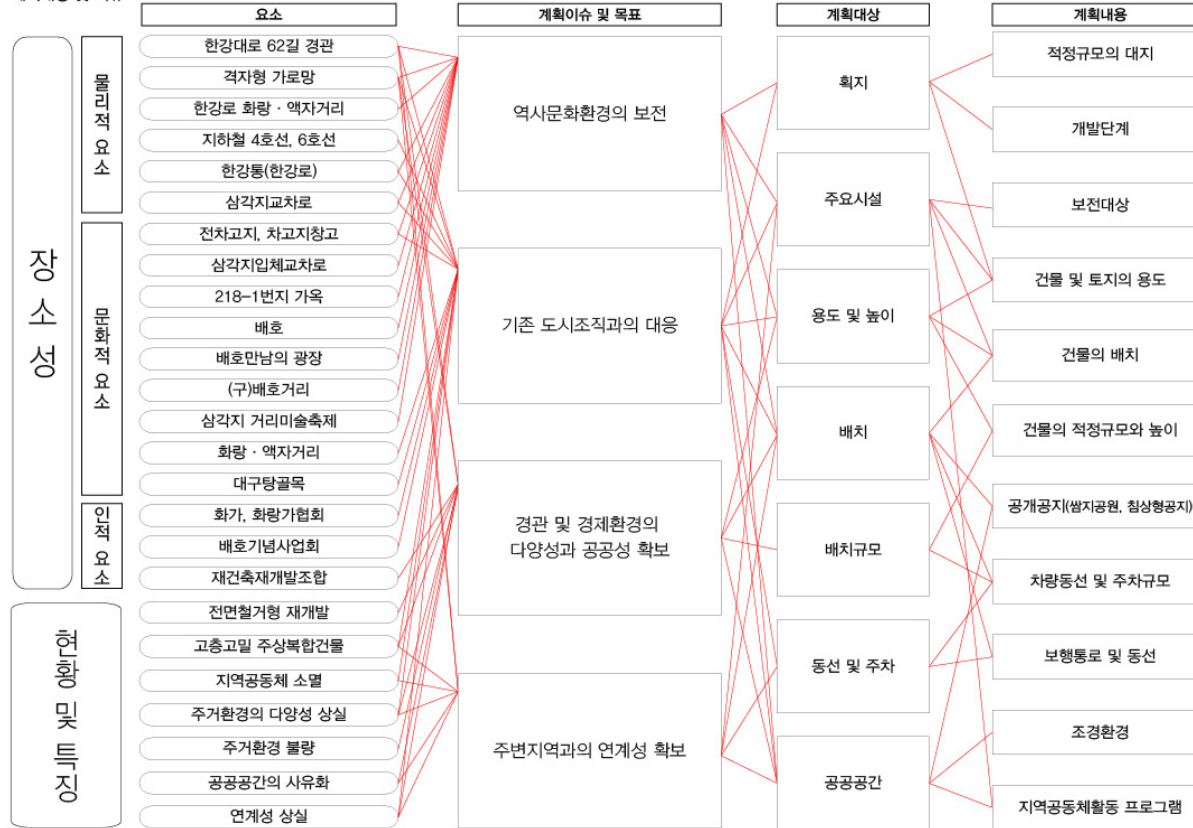 요소
계획이슈 및 목표
계획대상
계획내용
장소성
물리적 요소
한강대로 62길 경관
격자형 가로망
한강로 화랑 · 액자거리
지하철 4호선, 6호선
한강통(한강로)
삼각지교차로
문화적 요소
전차고지, 차고지창고
삼각지입체교차로
218-1번지 가옥
배호
배호만남의 광장
(구)배호거리
삼각지 거리미술축제
화랑 · 액자거리
대구탕골목
인적 요소
화가, 화랑가협회
배호기념사업회
재건축재개발조합
현황 및 특징
전면철거형 재개발
고층고밀 주상복합건물
지역공동체 소멸
주거환경의 다양성 상실
주거환경 불량
공공공간의 사유화
연계성 상실
역사문화환경의 보전
기존 도시조직과의 대응
경관 및 경제환경의
다양성과 공공성 확보
주변지역과의 연계성 확보
획지
주요시설
용도 및 높이
배치
배치규모
동선 및 주차
공공공간
적정규모의 대지
개발단계
보전대상
건물 및 토지의 용도
건물의 배치
건물의 적정규모와 높이
공개공지(쌈지공원, 침상형공지)
차량동선 및 주차규모
보행통로 및 동선
조경환경
지역공동체활동 프로그램